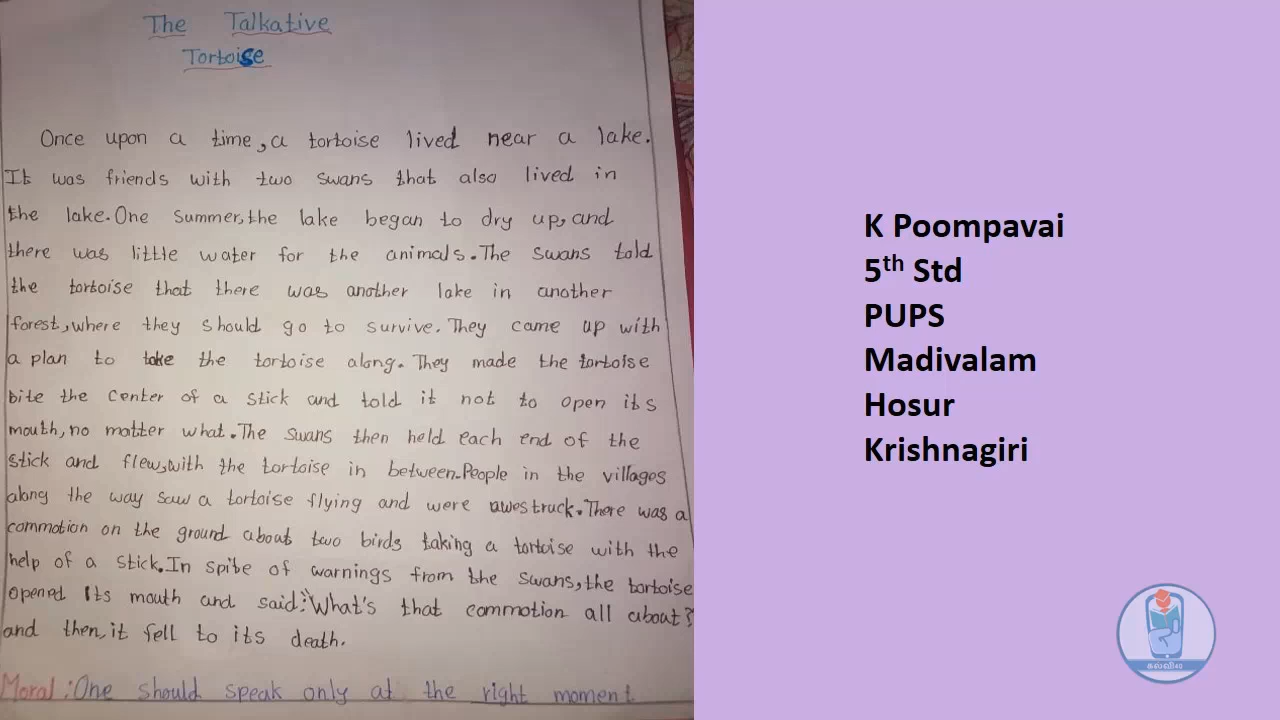 The Talkative
Tortoise
Once upon a time, a tortoise lived near a lake.
It was friends with two swans that also lived in
the lake. One summer, the lake began to dry up, and
there was little water for the animals. The swans told
the tortoise that there was another lake in another
forest, where they should go to survive. They came up with
a plan to take the tortoise along. They made the tortoise
bite the center of a stick and told it not to open its
mouth, no matter what. The swans then held each end of the
stick and flew, with the tortoise in between. People in the villages
along the way saw a tortoise flying and were awestruck. There was a
commotion on the ground about two birds taking a tortoise with the
help of a stick. In spite of warnings from the swans, the tortoise
opened its mouth and said: "What's that commotion all about?
and then, it fell to its death.
Moral: One should speak only at the right moment
K Poompavai
5th Std
PUPS
Madivalam
Hosur
Krishnagiri
கல்வி40